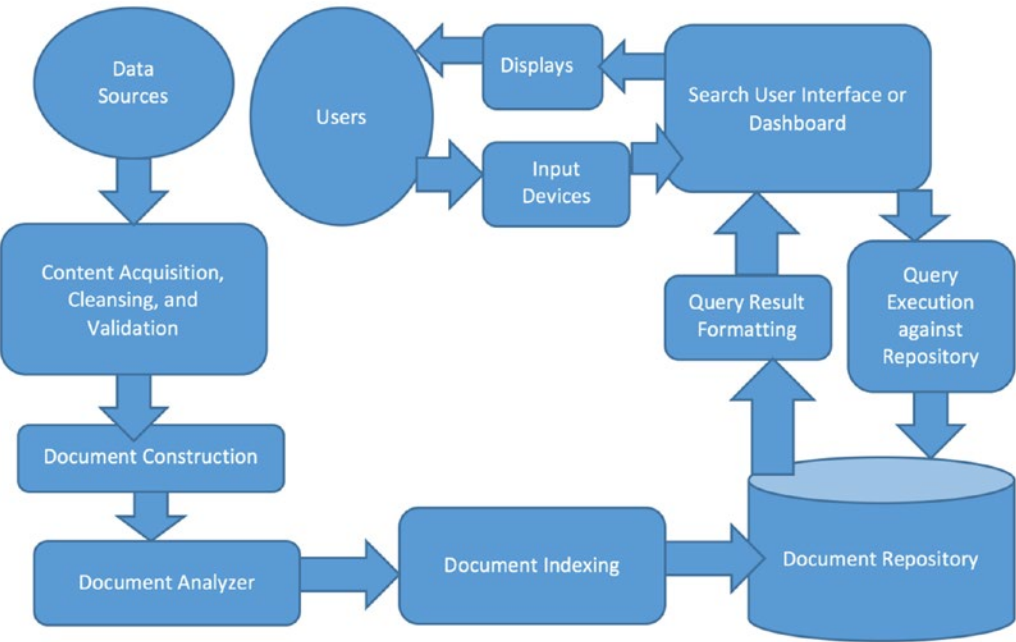 Data
Sources
Users
Displays
Search User Interface or
Dashboard
Input
Devices
Content Acquisition,
Cleansing, and
Validation
Query Result
Formatting
Query
Execution
against
Repository
Document Construction
Document Analyzer
Document Indexing
Document Repository